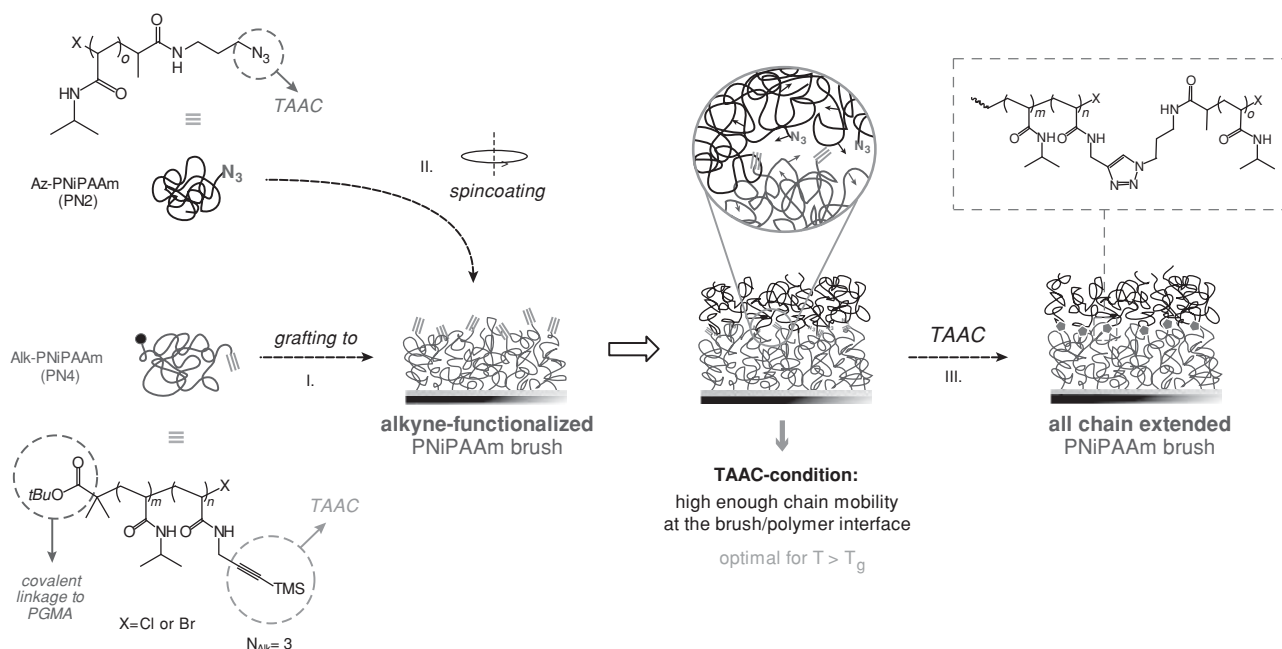 X
o
O
N
H
N3
TAAC
NH
O
≡
Az-PNiPAAm
(PN2)
N3
II.
spincoating
Alk-PNiPAAm
(PN4)
grafting to
I.
≡
alkyne-functionalized
PNiPAAm brush
O
tBuO
m
n
X
O
NH
O
NH
TMS
TAAC
covalent
linkage to
PGMA
X=Cl or Br
NAlk= 3
N3
N3
TAAC-condition:
high enough chain mobility
at the brush/polymer interface
optimal for T > Tg
TAAC
III.
all chain extended
PNiPAAm brush
m
n
X
O
NH
O
NH
N
N
N
NH
O
X
o
O
NH